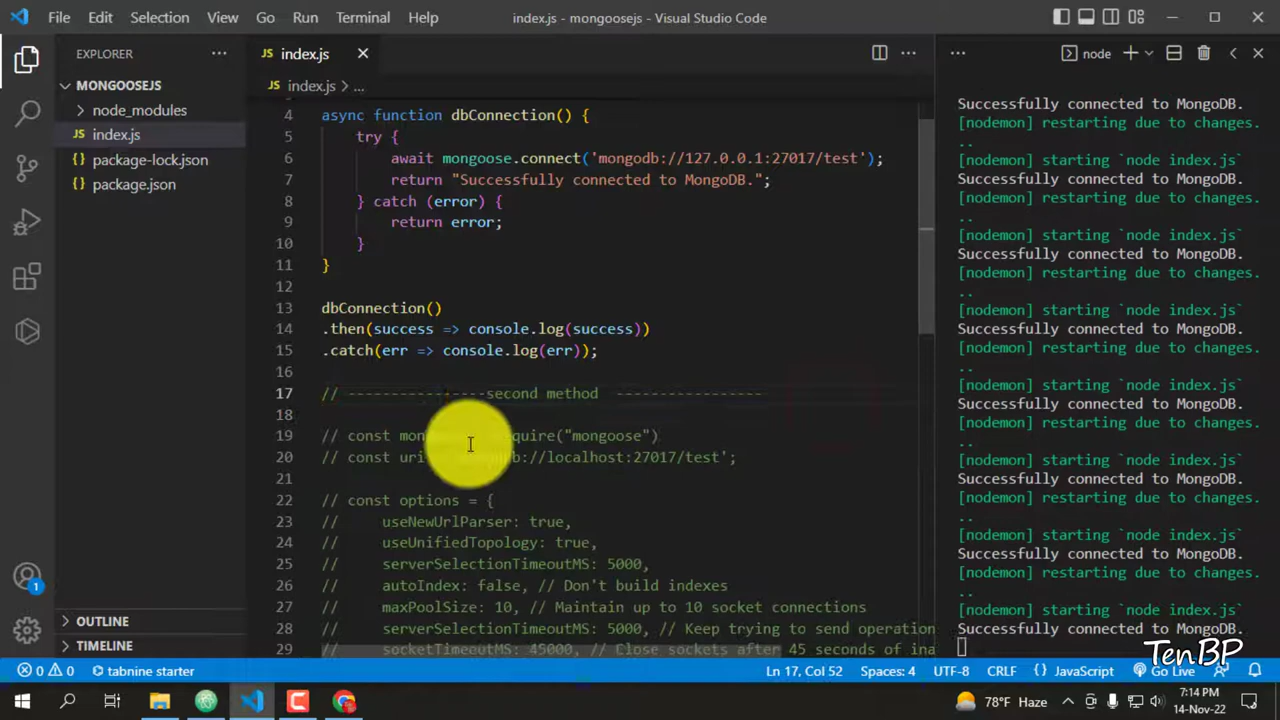 File Edit Selection View Go Run Terminal Help index.js - mongoosejs - Visual Studio Code
EXPLORER
MONGOOSEJS
node_modules
JS index.js
{} package-lock.json
{} package.json
OUTLINE
TIMELINE
JS index.js
JS index.js > ...
4 async function dbConnection() {
5 try {
6 await mongoose.connect('mongodb://127.0.0.1:27017/test');
7 return "Successfully connected to MongoDB.";
8 } catch (error) {
9 return error;
10 }
11 }
12
13 dbConnection()
14 .then(success => console.log(success))
15 .catch(err => console.log(err));
16
17 // ----------------second method -----------------
18
19 // const quire("mongoose")
20 // const uri b://localhost:27017/test';
21
22 // const options = {
23 // useNewUrlParser: true,
24 // useUnifiedTopology: true,
25 // serverSelectionTimeoutMS: 5000,
26 // autoIndex: false, // Don't build indexes
27 // maxPoolSize: 10, // Maintain up to 10 socket connections
28 // serverSelectionTimeoutMS: 5000, // Keep trying to send operation
29 // socketTimeoutMS: 45000, // Close sockets after 45 seconds of ina
node
Successfully connected to MongoDB.
[nodemon] restarting due to changes.
..
[nodemon] starting `node index.js`
Successfully connected to MongoDB.
[nodemon] restarting due to changes.
..
[nodemon] starting `node index.js`
Successfully connected to MongoDB.
[nodemon] restarting due to changes.
..
[nodemon] starting `node index.js`
Successfully connected to MongoDB.
[nodemon] restarting due to changes.
..
[nodemon] starting `node index.js`
Successfully connected to MongoDB.
[nodemon] restarting due to changes.
..
[nodemon] starting `node index.js`
Successfully connected to MongoDB.
[nodemon] restarting due to changes.
..
[nodemon] starting `node index.js`
Successfully connected to MongoDB.
[nodemon] restarting due to changes.
..
[nodemon] starting `node index.js`
Successfully connected to MongoDB.
TenBP
1
0 0 tabnine starter Ln 17, Col 52 Spaces: 4 UTF-8 CRLF {} JavaScript Go Live
78°F Haze 7:14 PM
14-Nov-22